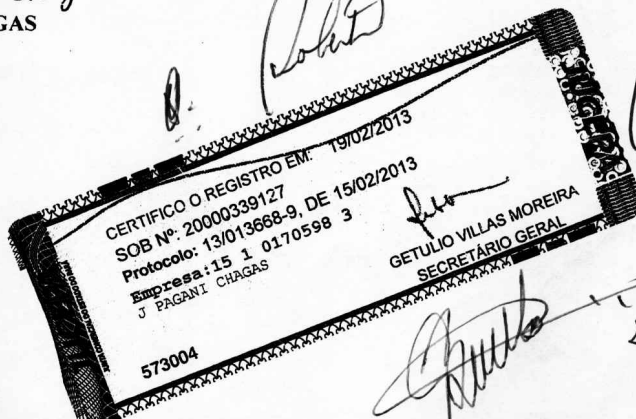 GAS
CERTIFICO O REGISTRO EM: 19/02/2013
SOB Nº: 20000339127
Protocolo: 13/013668-9, DE 15/02/2013
Empresa:15 1 0170598 3
J PAGANI CHAGAS
GETULIO VILLAS MOREIRA
SECRETÁRIO GERAL
573004